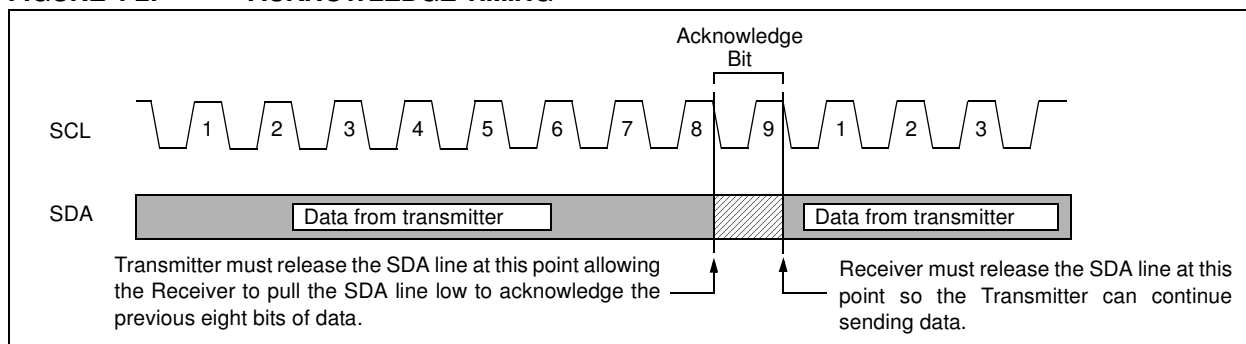 Acknowledge
Bit
SCL
1 2 3 4 5 6 7 8 9 1 2 3
SDA
Data from transmitter
Data from transmitter
Transmitter must release the SDA line at this point allowing
the Receiver to pull the SDA line low to acknowledge the
previous eight bits of data.
Receiver must release the SDA line at this
point so the Transmitter can continue
sending data.